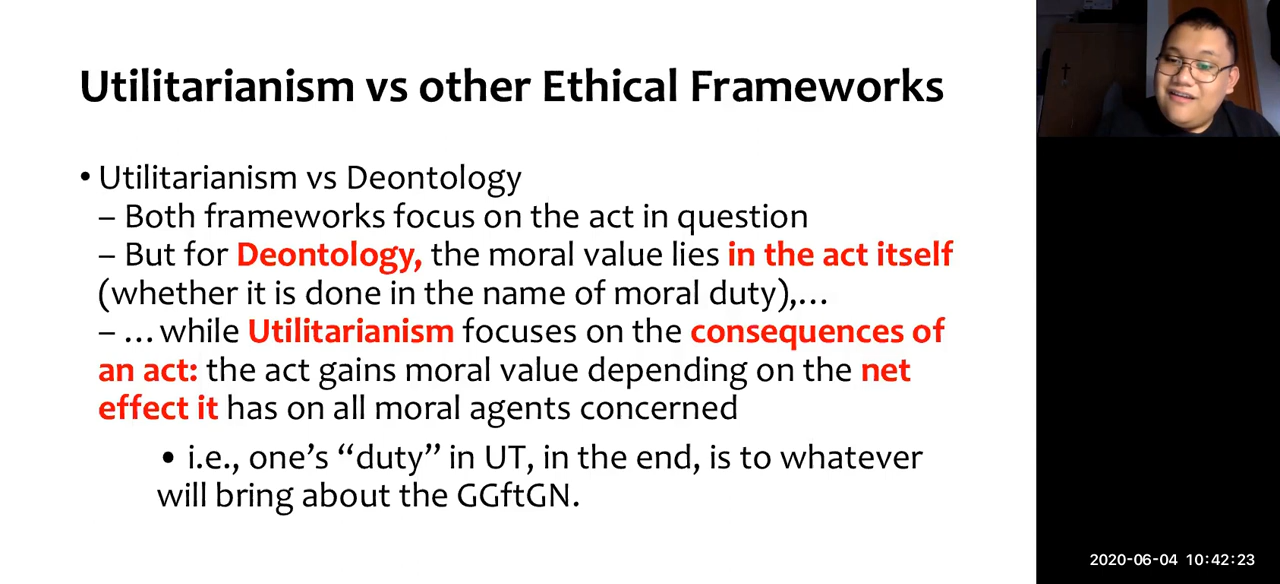 Utilitarianism vs other Ethical Frameworks
• Utilitarianism vs Deontology
– Both frameworks focus on the act in question
– But for Deontology, the moral value lies in the act itself
(whether it is done in the name of moral duty),…
– … while Utilitarianism focuses on the consequences of
an act: the act gains moral value depending on the net
effect it has on all moral agents concerned
• i.e., one’s “duty” in UT, in the end, is to whatever
will bring about the GGftGN.
2020-06-04 10:42:23